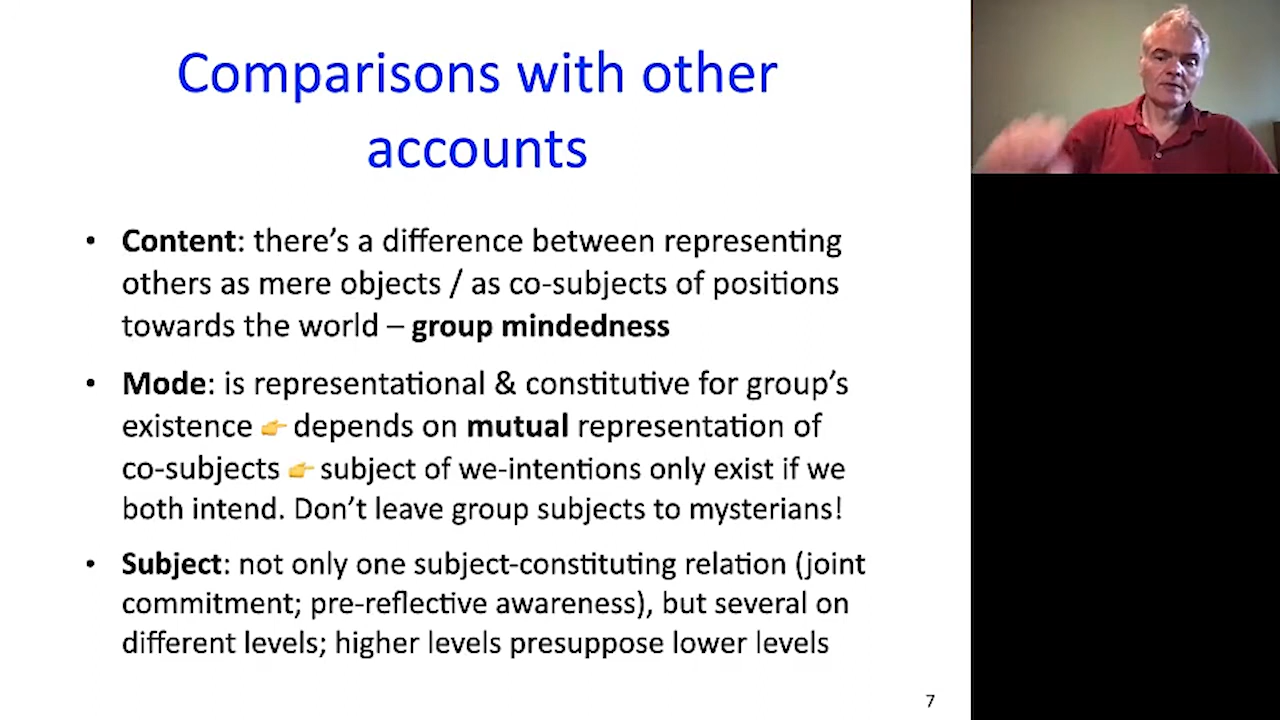 Comparisons with other
accounts
• Content: there's a difference between representing
others as mere objects / as co-subjects of positions
towards the world – group mindedness
• Mode: is representational & constitutive for group's
existence 👉 depends on mutual representation of
co-subjects 👉 subject of we-intentions only exist if we
both intend. Don't leave group subjects to mysterians!
• Subject: not only one subject-constituting relation (joint
commitment; pre-reflective awareness), but several on
different levels; higher levels presuppose lower levels
7